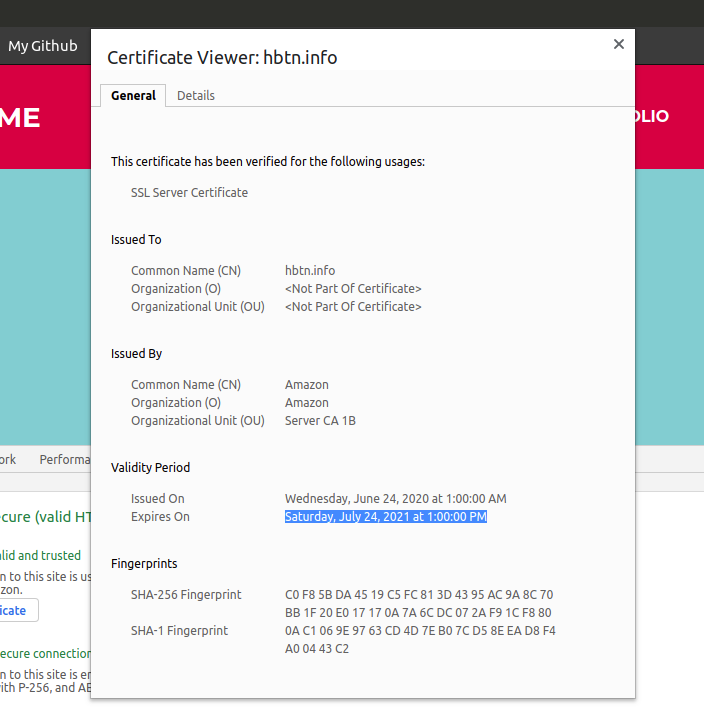 My Github
Certificate Viewer: hbtn.info
General Details
ME
OLIO
This certificate has been verified for the following usages:
SSL Server Certificate
Issued To
Common Name (CN) hbtn.info
Organization (O) <Not Part Of Certificate>
Organizational Unit (OU) <Not Part Of Certificate>
Issued By
Common Name (CN) Amazon
Organization (O) Amazon
Organizational Unit (OU) Server CA 1B
ork Performa
Validity Period
Issued On Wednesday, June 24, 2020 at 1:00:00 AM
Expires On Saturday, July 24, 2021 at 1:00:00 PM
cure (valid HT
lid and trusted
n to this site is us
zon.
icate
ecure connection
n to this site is en
ith P-256, and AE
Fingerprints
SHA-256 Fingerprint C0 F8 5B DA 45 19 C5 FC 81 3D 43 95 AC 9A 8C 70
BB 1F 20 E0 17 17 0A 7A 6C DC 07 2A F9 1C F8 80
SHA-1 Fingerprint 0A C1 06 9E 97 63 CD 4D 7E B0 7C D5 8E EA D8 F4
A0 04 43 C2